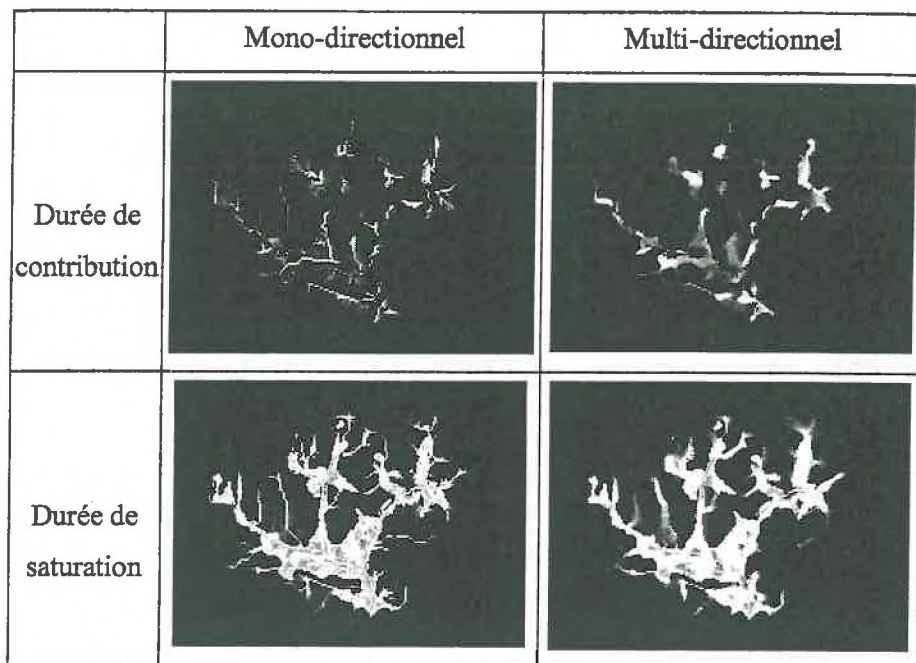 Mono-directionnel
Multi-directionnel
Durée de
contribution
Durée de
saturation